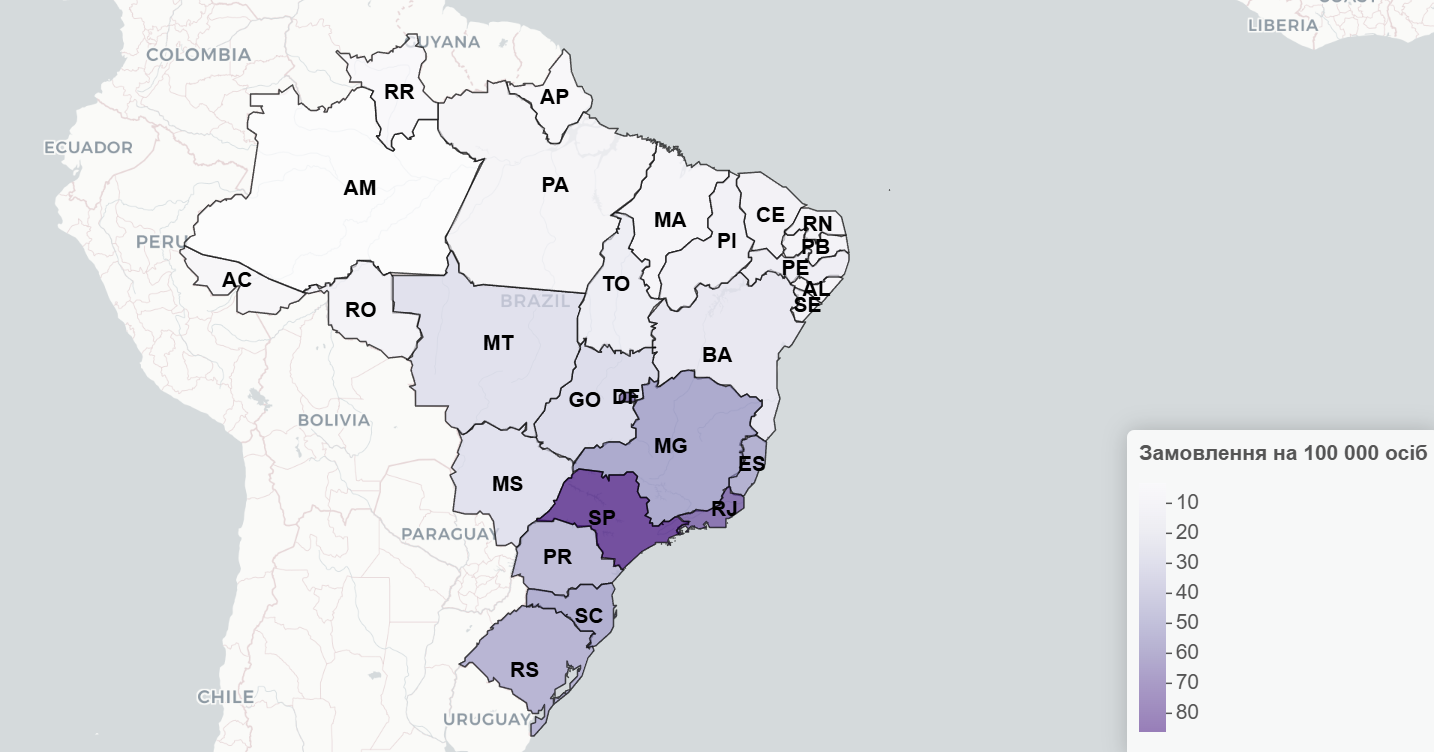 COAST
LIBERIA
GUYANA
COLOMBIA
RR
AP
ECUADOR
AM
PA
MA
CE
RN
PI
PB
PERU
PE
AC
TO
AL
BRAZIL
SE
RO
MT
BA
GO
DF
BOLIVIA
MG
ES
MS
RJ
SP
PARAGUAY
PR
SC
RS
CHILE
URUGUAY
Замовлення на 100 000 осіб
10
20
30
40
50
60
70
80